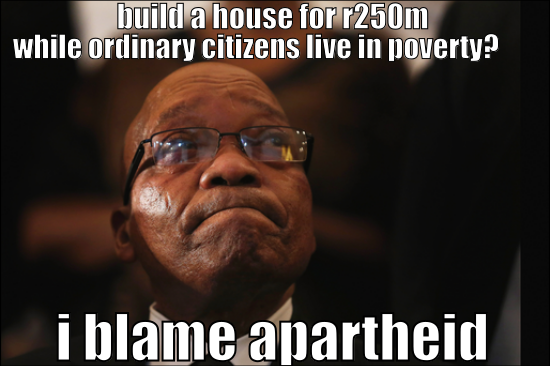 build a house for r250m
while ordinary citizens live in poverty?
i blame apartheid